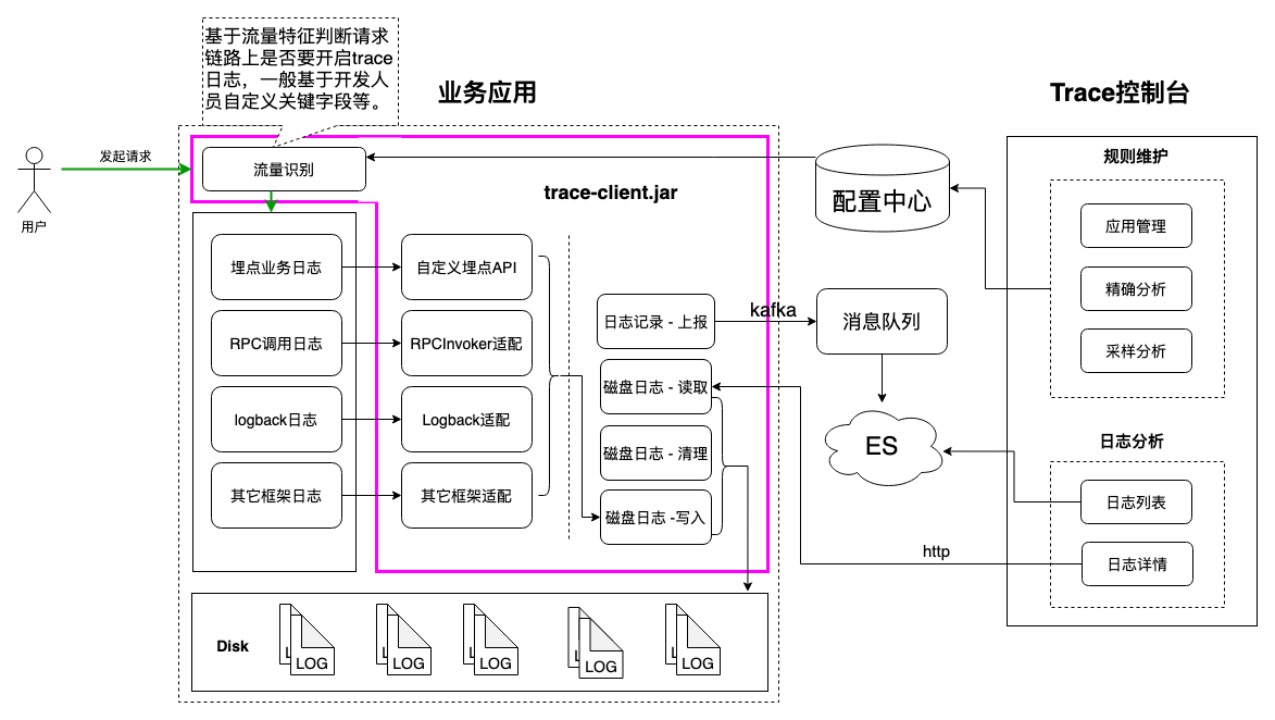 基于流量特征判断请求
链路上是否要开启trace
日志，一般基于开发人
员自定义关键字段等。
业务应用
Trace控制台
发起请求
用户
流量识别
trace-client.jar
配置中心
规则维护
应用管理
精确分析
采样分析
埋点业务日志
自定义埋点API
RPC调用日志
RPCInvoker适配
logback日志
Logback适配
其它框架日志
其它框架适配
日志记录 - 上报
kafka
消息队列
磁盘日志 - 读取
磁盘日志 - 清理
磁盘日志 -写入
ES
日志分析
日志列表
日志详情
http
Disk
L
LOG
L
LOG
L
LOG
L
LOG
L
LOG